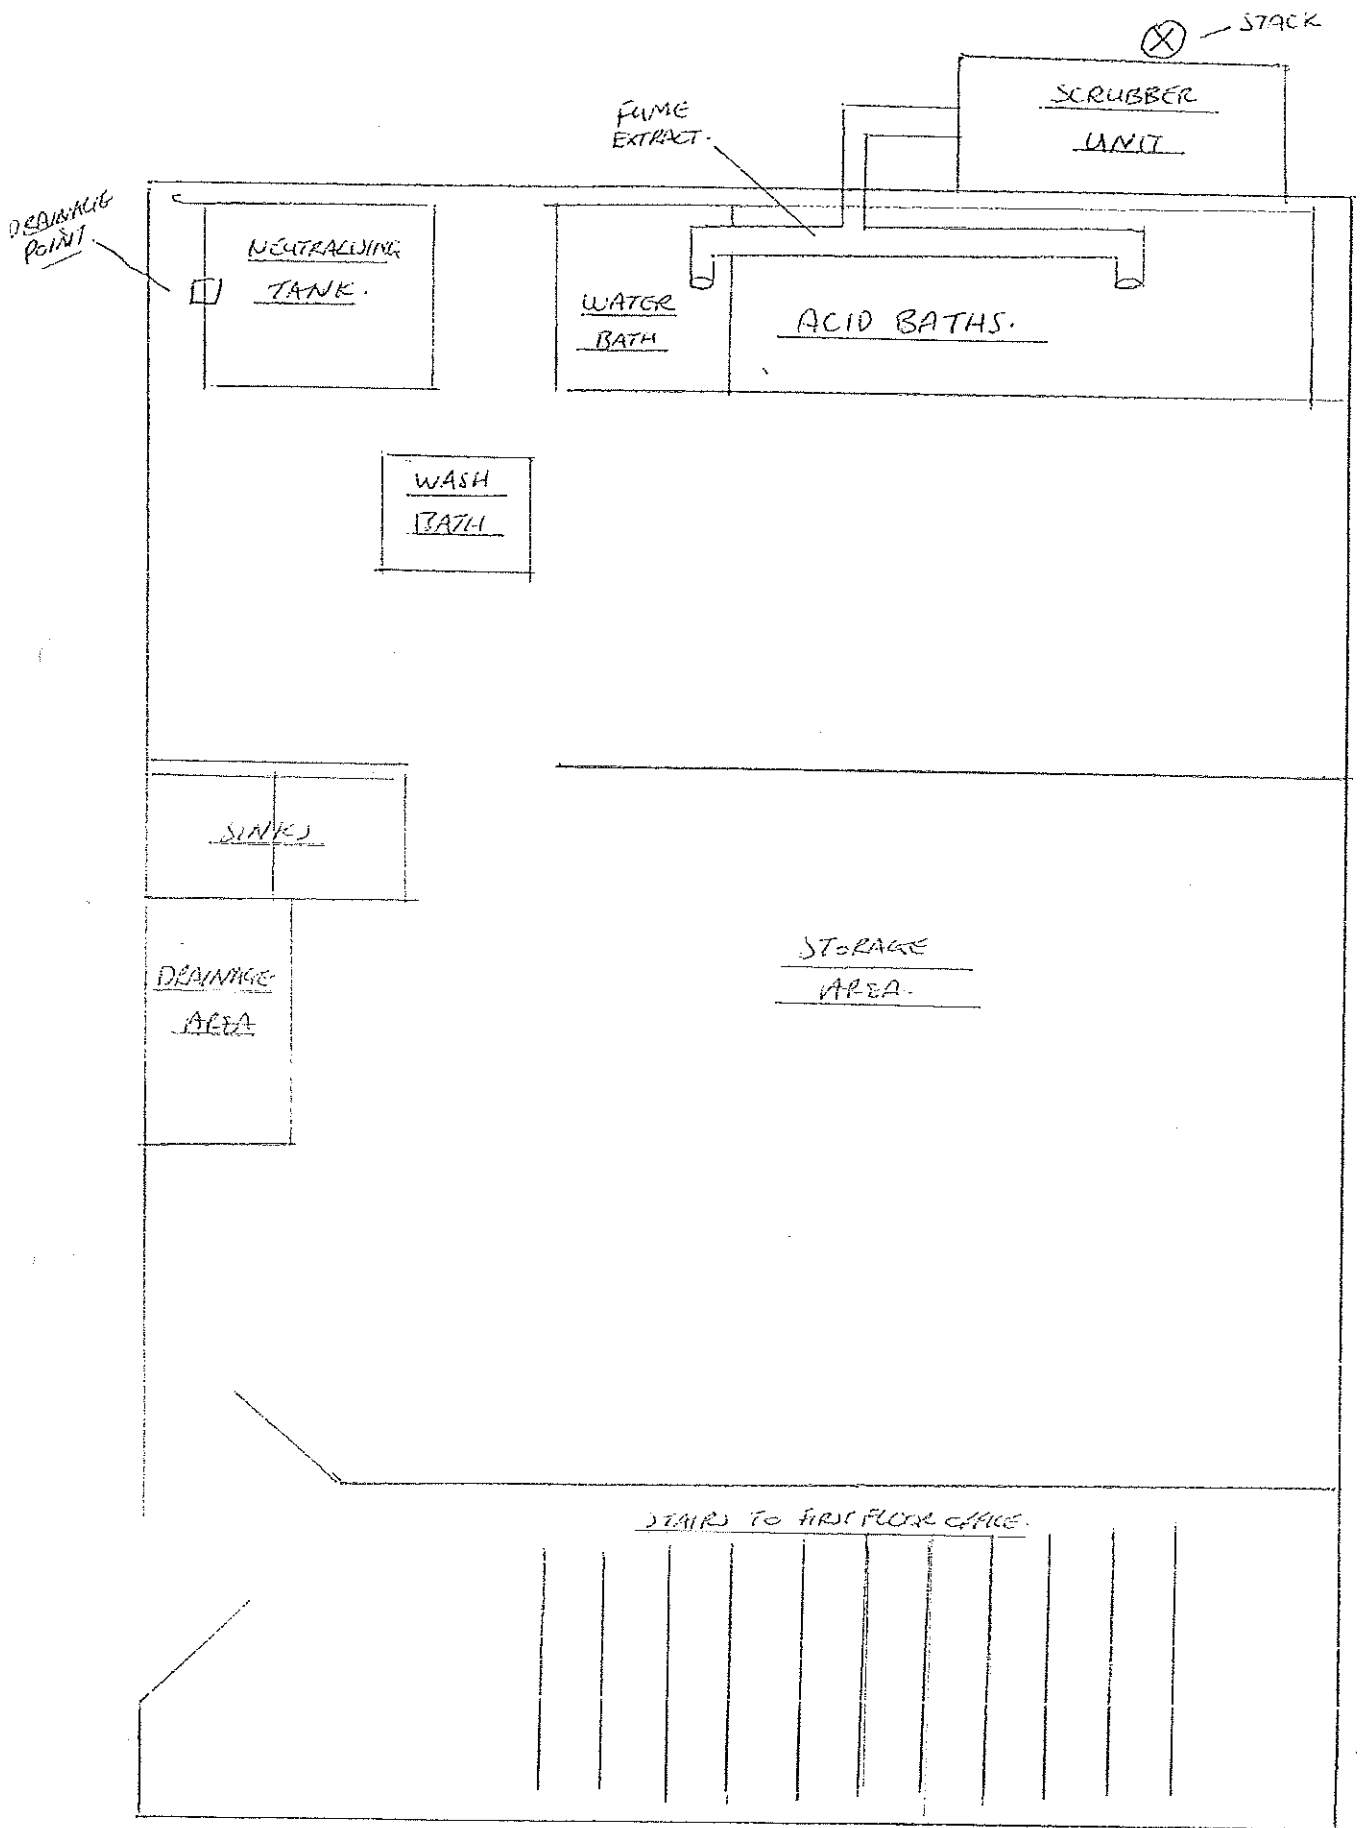 STACK
SCRUBBER
UNIT
FUME
EXTRACT.
DRAINAGE
POINT.
NEUTRALISING
TANK.
WATER
BATH
ACID BATHS.
WASH
BATH
SINKS
DRAINAGE
AREA
STORAGE
AREA.
STAIRS TO FIRST FLOOR OFFICE.